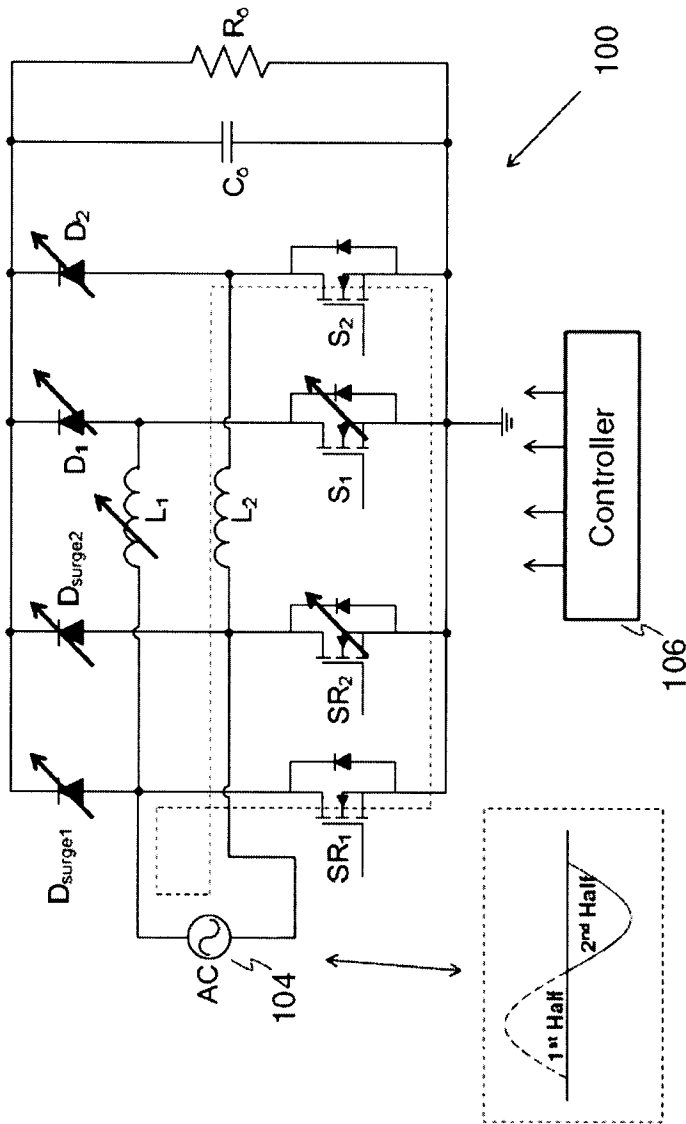 D₂
D₁
Dsurge2
Dsurge1
L₁
L₂
Cₒ
Rₒ
S₂
S₁
SR₂
SR₁
AC
104
100
1st Half
2nd Half
Controller
106